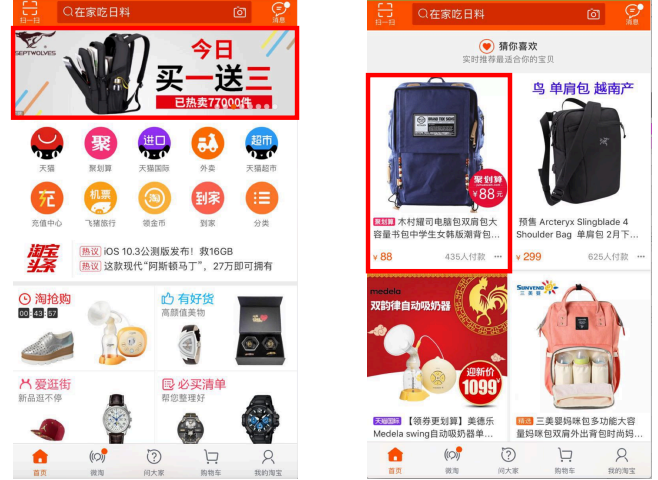 在家吃日料
扫一扫
消息
SEPTWOLVES
今日
买一送三
已热卖77000件
天猫
聚
聚划算
进口
天猫国际
外卖
超市
天猫超市
充
充值中心
机票
飞猪旅行
淘
领金币
到家
分类
淘宝
头条
热议 iOS 10.3公测版发布！救16GB
热议 这款现代“阿斯顿马丁”，27万即可拥有
淘抢购
00:43:57
有好货
高颜值美物
爱逛街
新品逛不停
必买清单
帮您整理好
首页
微淘
问大家
购物车
我的淘宝
在家吃日料
扫一扫
消息
猜你喜欢
实时推荐最适合你的宝贝
聚划算
¥88元
聚划算 木村耀司电脑包双肩包大
容量书包中学生女韩版潮背包...
¥88
435人付款
鸟 单肩包 越南产
预售 Arcteryx Slingblade 4
Shoulder Bag 单肩包 2月下...
¥299
625人付款
medela
双韵律自动吸奶器
迎新价
1099
天猫国际 【领券更划算】美德乐
Medela swing自动吸奶器单...
SUNVENO
三美婴
精选 三美婴妈咪包多功能大容
量妈咪包双肩外出背包时尚妈...
首页
微淘
问大家
购物车
我的淘宝